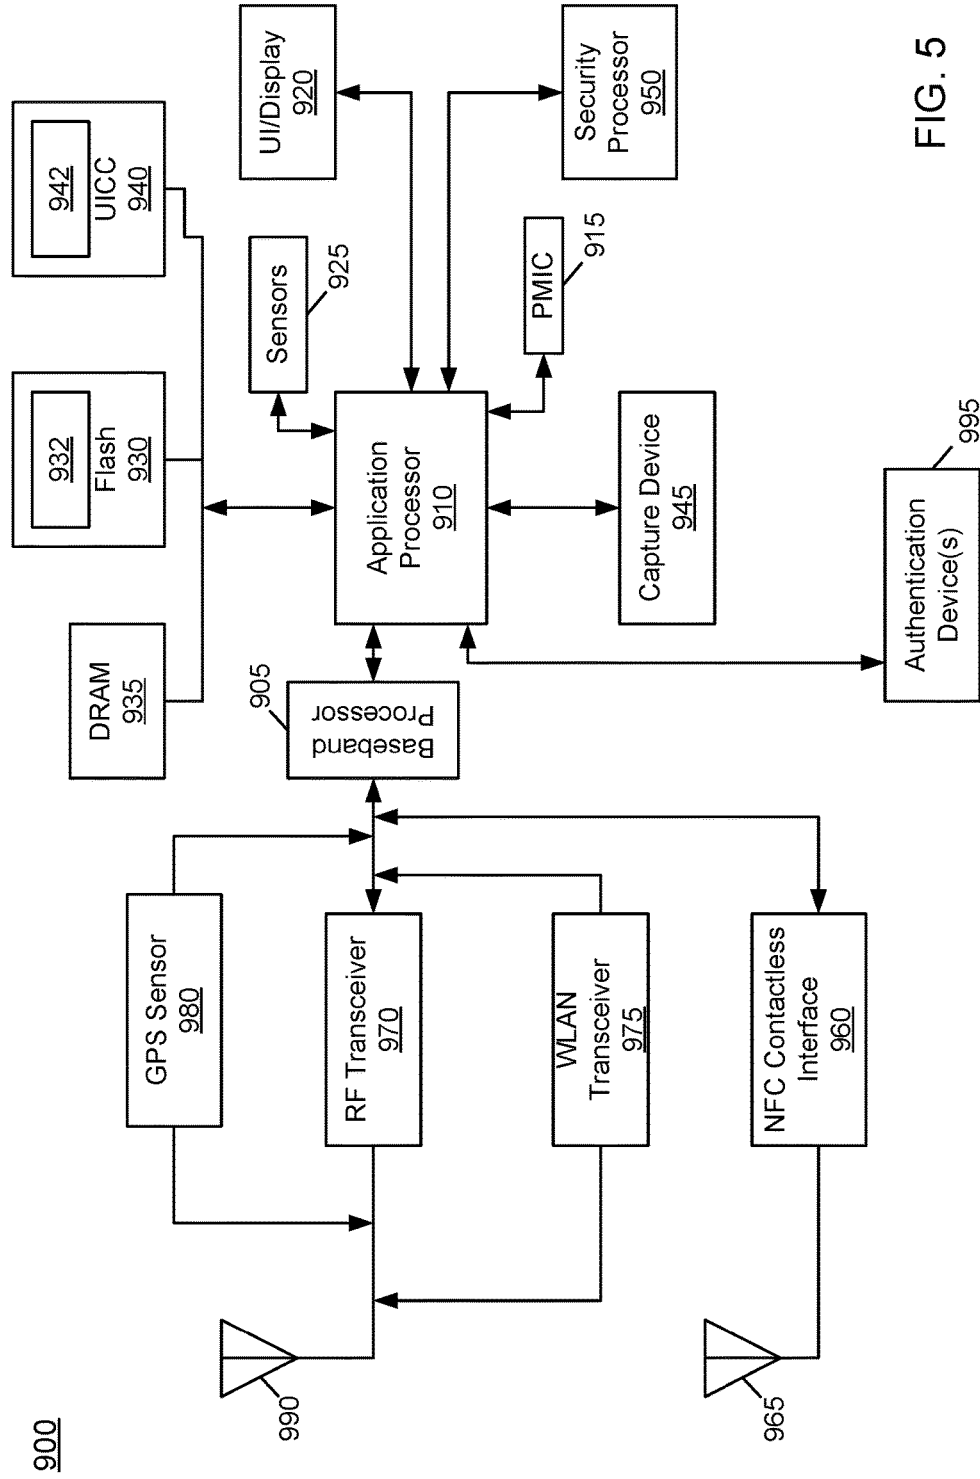 900
990
965
GPS Sensor
980
RF Transceiver
970
WLAN
Transceiver
975
NFC Contactless
Interface
960
905
Baseband
Processor
DRAM
935
932
Flash
930
942
UICC
940
Application
Processor
910
Sensors
925
UI/Display
920
Security
Processor
950
PMIC
915
Capture Device
945
Authentication
Device(s)
995
FIG. 5